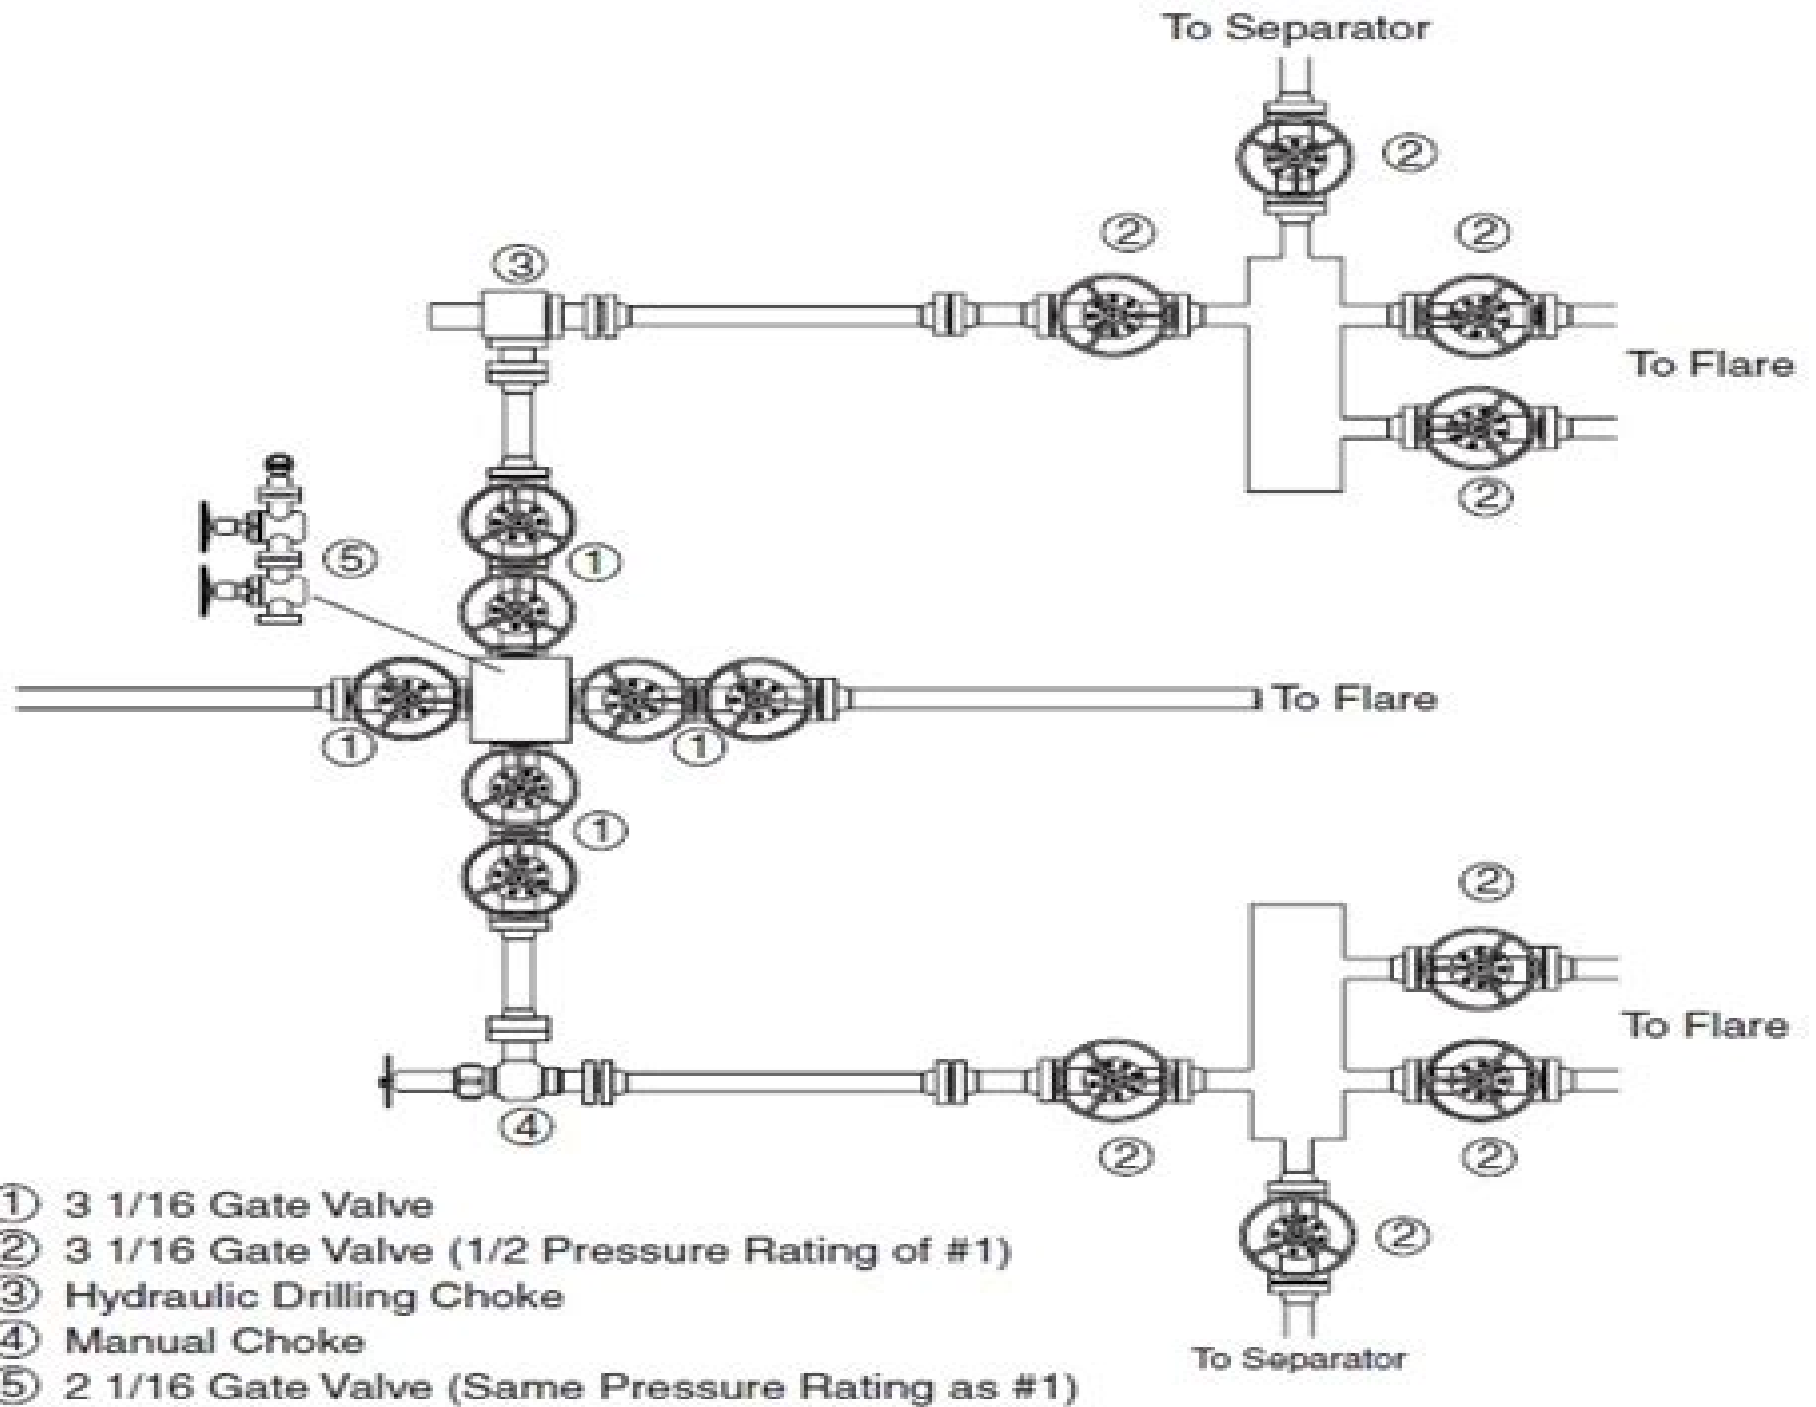 To Separator
②
② ②
③
To Flare
②
⑤ ①
To Flare
① ①
①
②
To Flare
④ ② ②
① 3 1/16 Gate Valve
② 3 1/16 Gate Valve (1/2 Pressure Rating of #1)
②
③ Hydraulic Drilling Choke
④ Manual Choke
To Separator
⑤ 2 1/16 Gate Valve (Same Pressure Rating as #1)